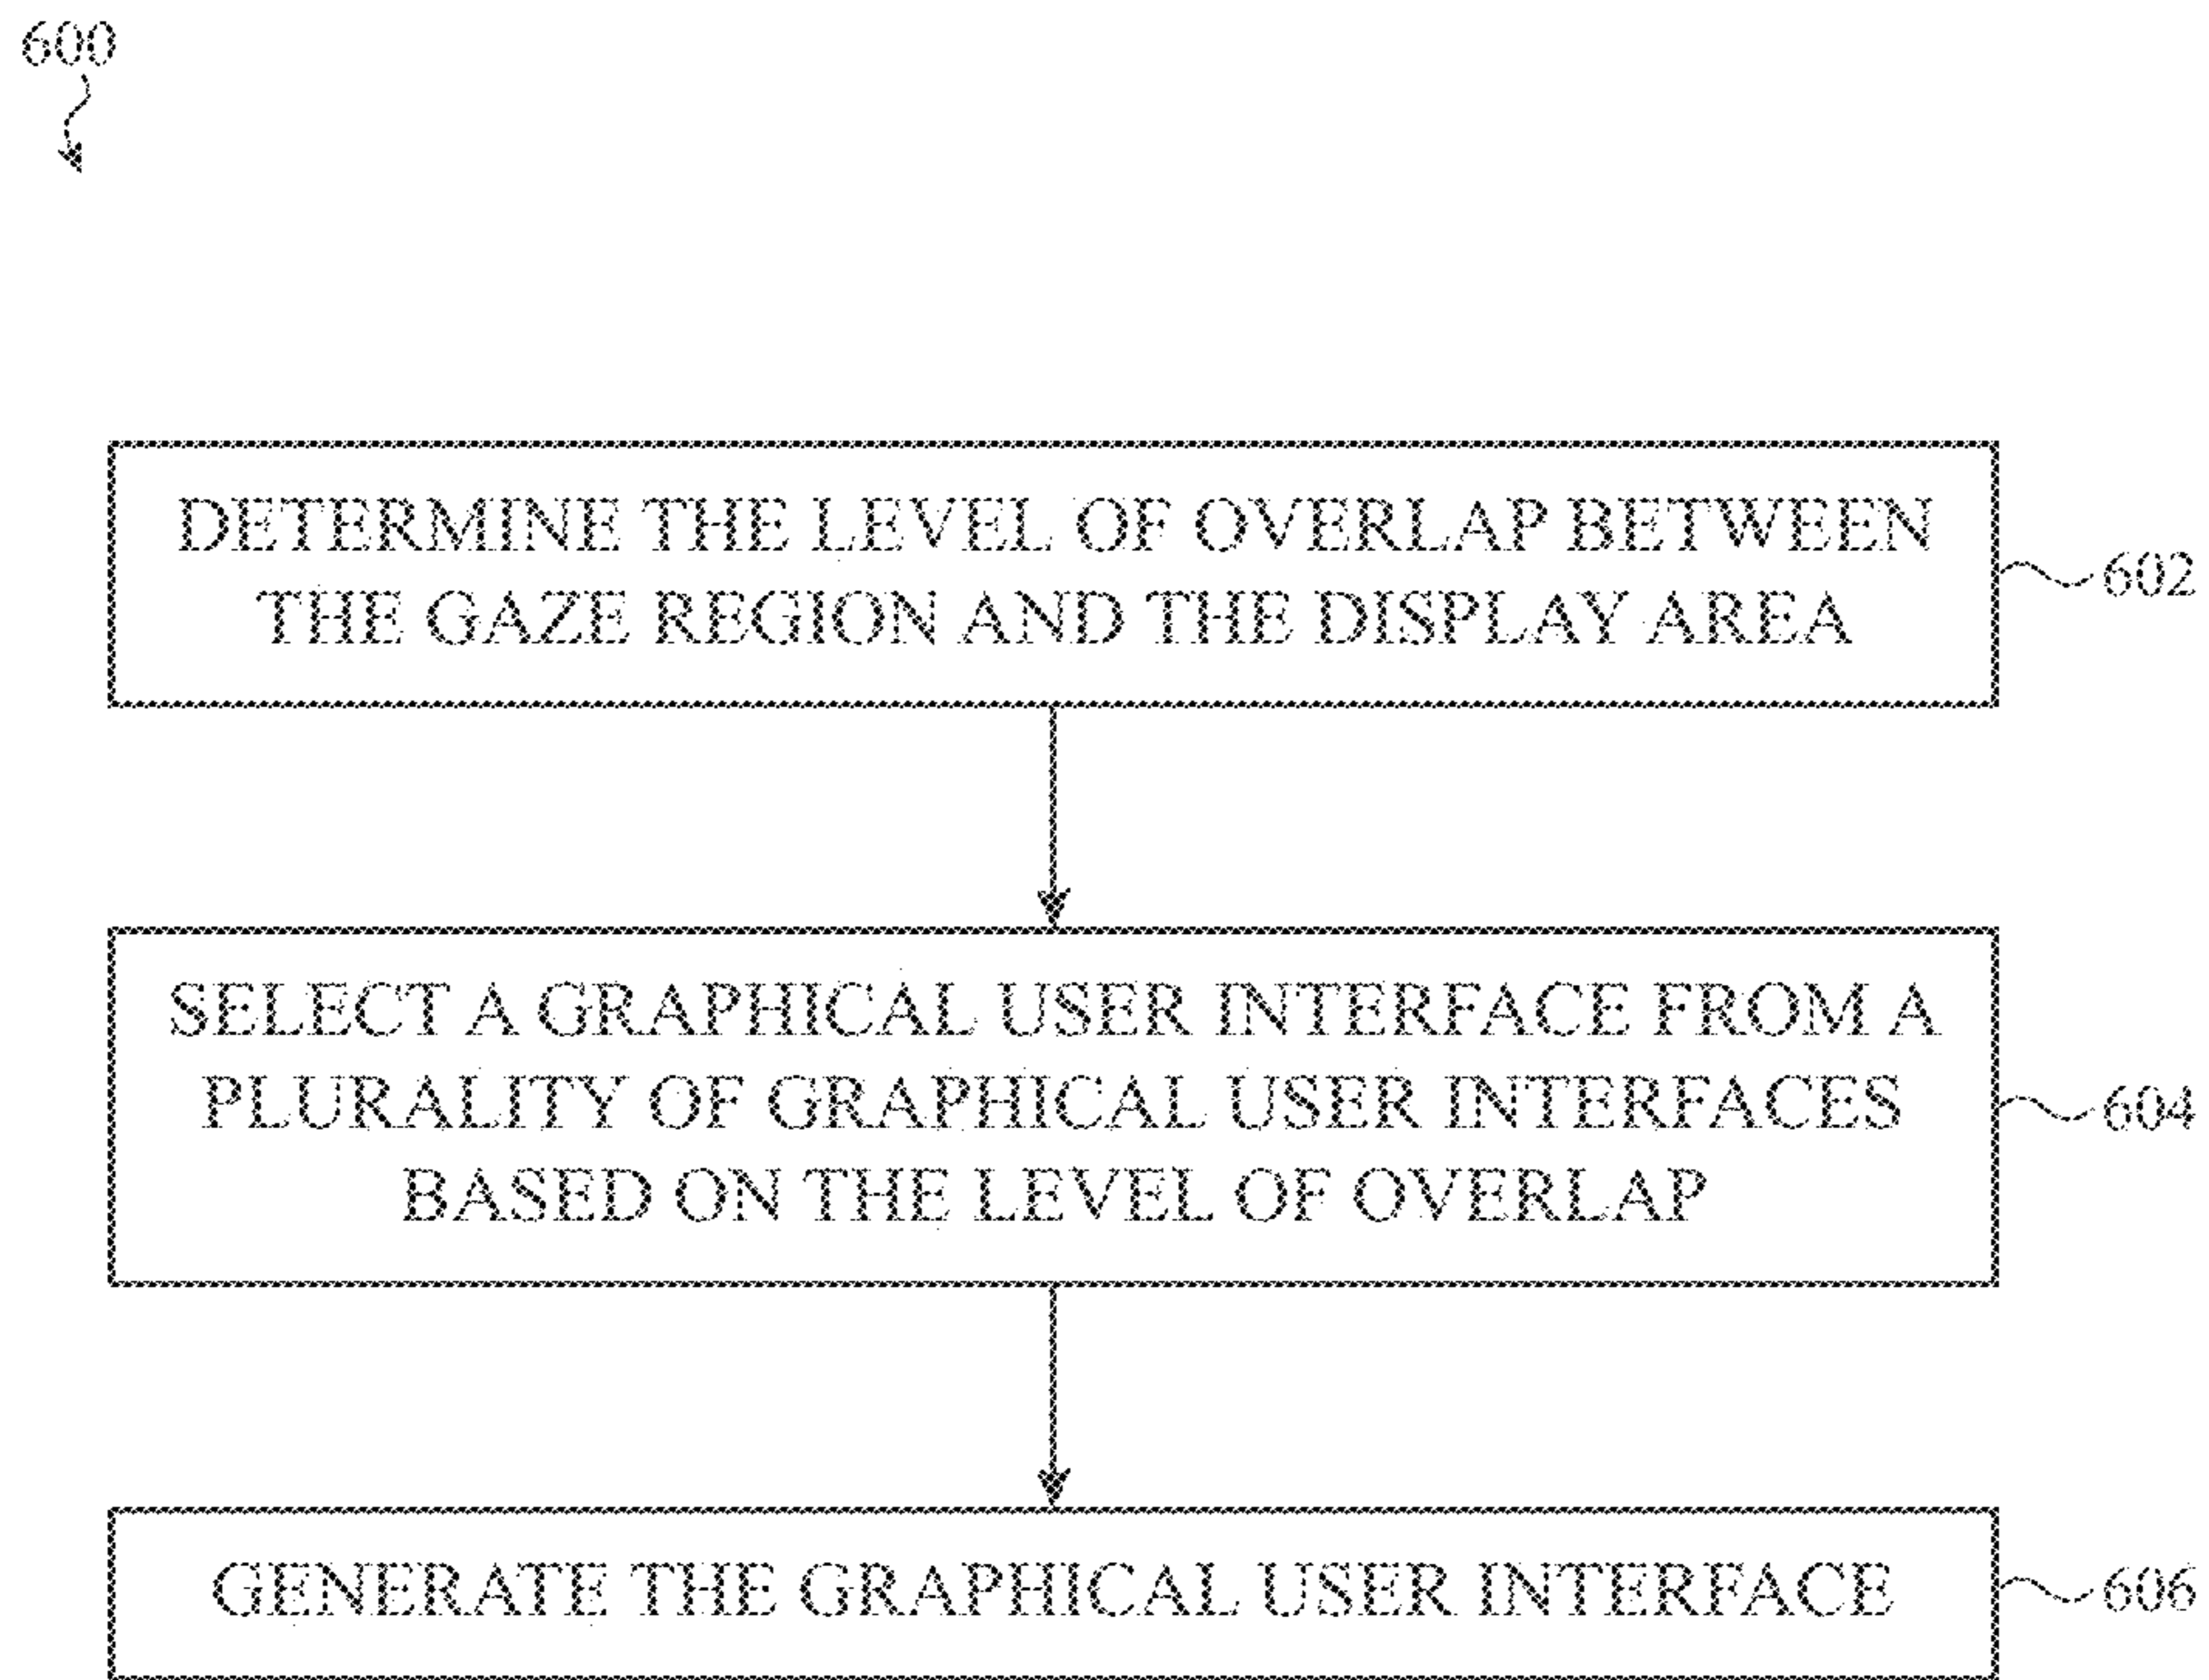 600
DETERMINE THE LEVEL OF OVERLAP BETWEEN
THE GAZE REGION AND THE DISPLAY AREA
602
SELECT A GRAPHICAL USER INTERFACE FROM A
PLURALITY OF GRAPHICAL USER INTERFACES
BASED ON THE LEVEL OF OVERLAP
604
GENERATE THE GRAPHICAL USER INTERFACE
606